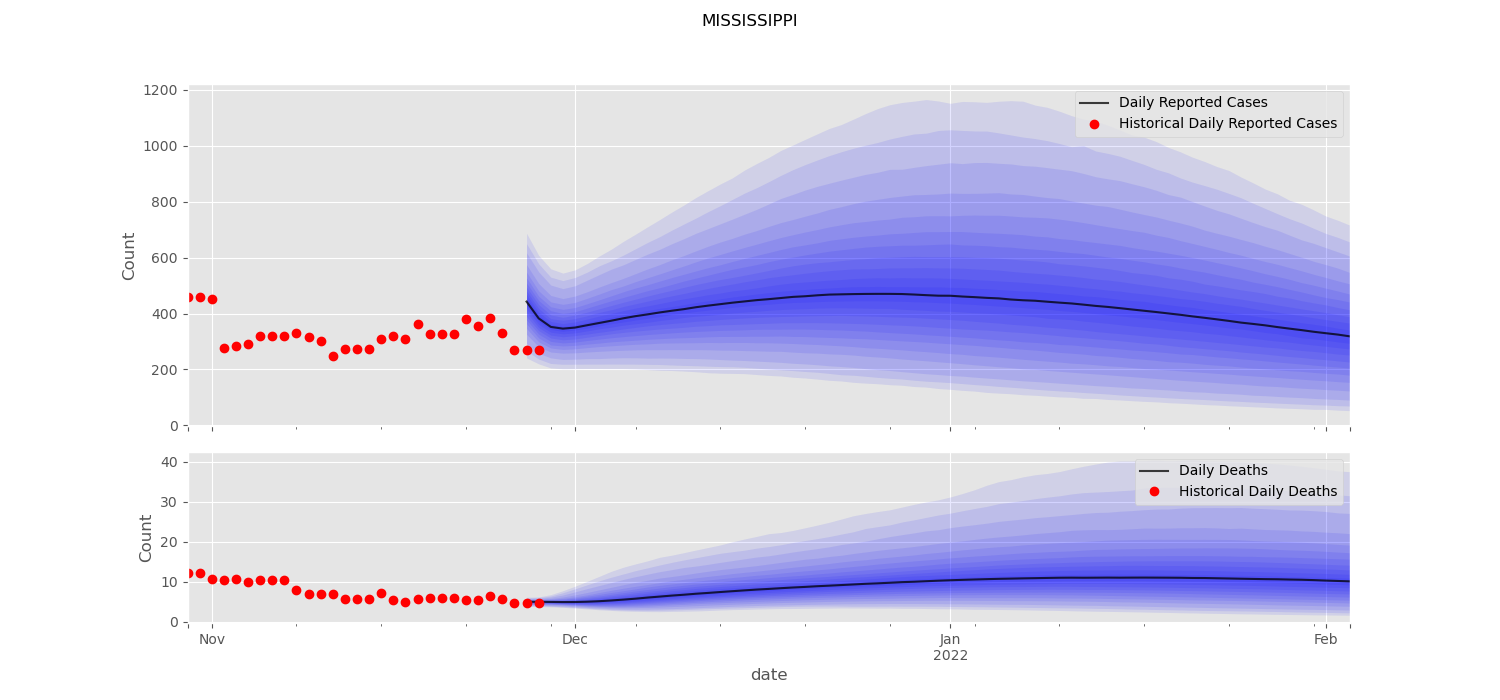 MISSISSIPPI
1200
1000
800
600
400
200
0
Count
Daily Reported Cases
Historical Daily Reported Cases
40
30
20
10
0
Count
Daily Deaths
Historical Daily Deaths
Nov
Dec
Jan
2022
Feb
date